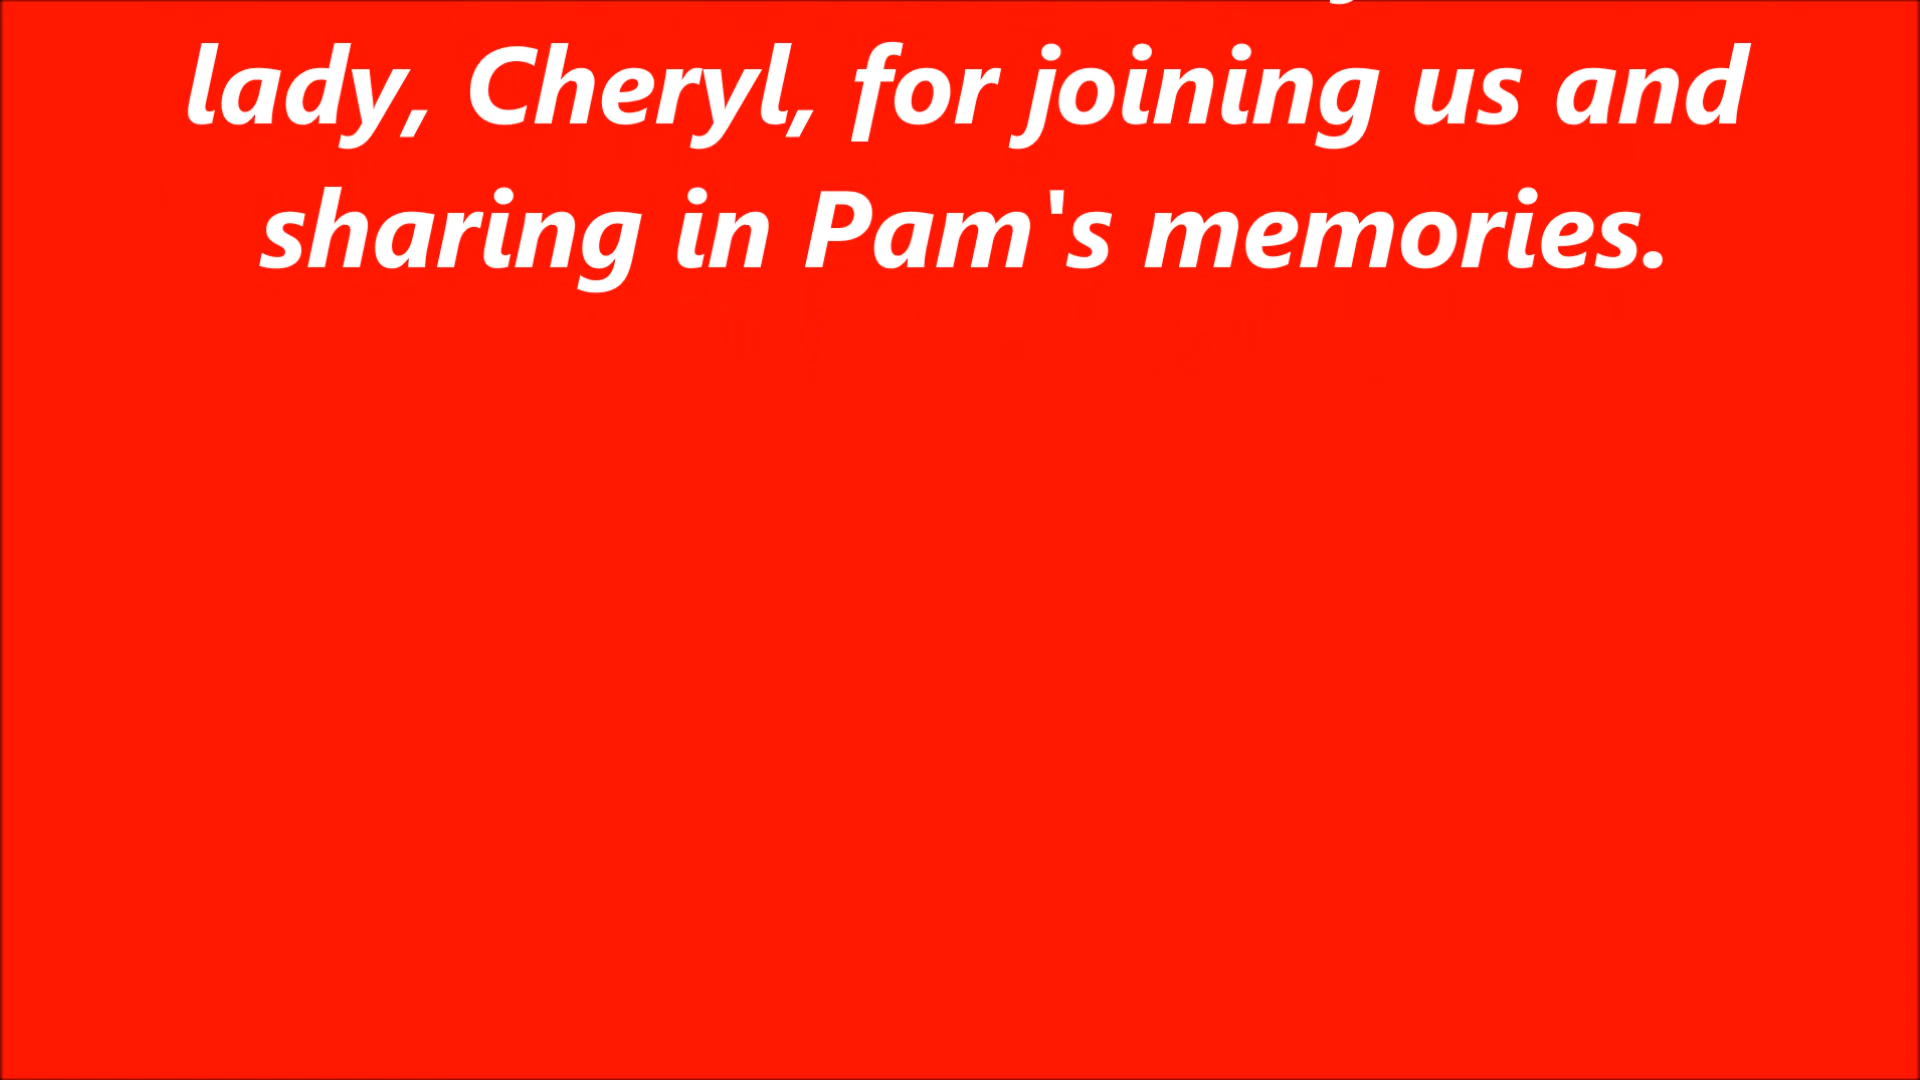 lady, Cheryl, for joining us and
sharing in Pam's memories.